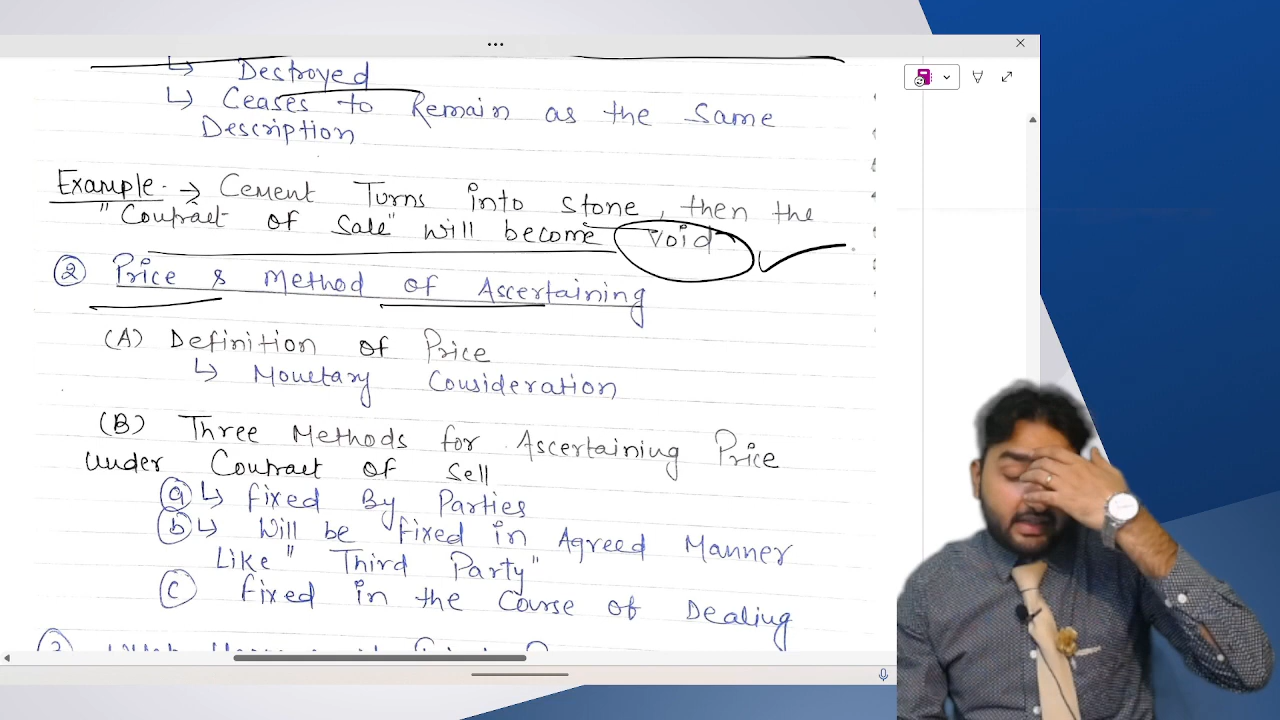 ↳ Destroyed
↳ Ceases to Remain as the Same
Description
Example → Cement Turns into stone, then the
"Contract of Sale" will become void
② Price & Method of Ascertaining
(A) Definition of Price
↳ Monetary Consideration
(B) Three Methods for Ascertaining Price
under Contract of Sell
ⓐ ↳ fixed By Parties
ⓑ ↳ Will be fixed in Agreed Manner
Like "Third Party"
ⓒ fixed in the Course of Dealing